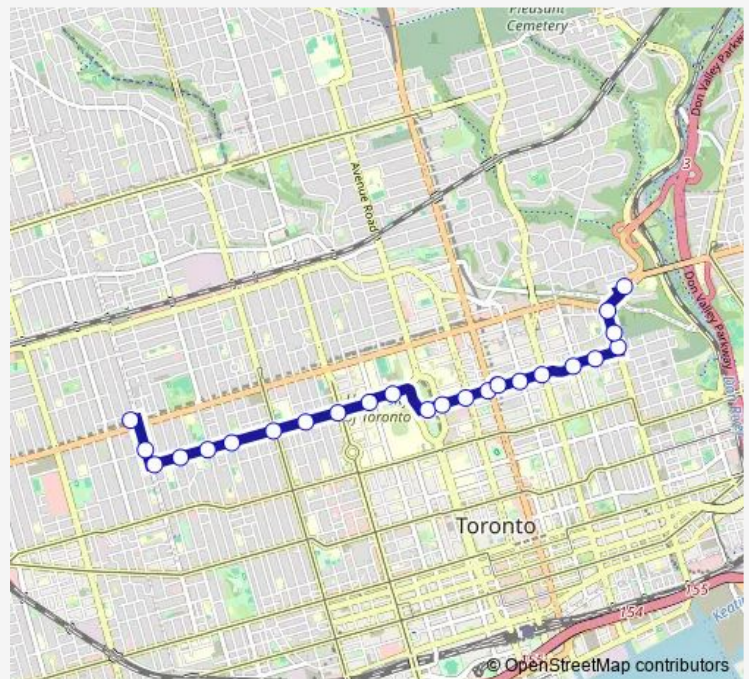 Pleasant
Cemetery
Don Valley Parkway
3
Avenue Road
Don Valley Parkway
of Toronto
Toronto
155
154
© OpenStreetMap contributors